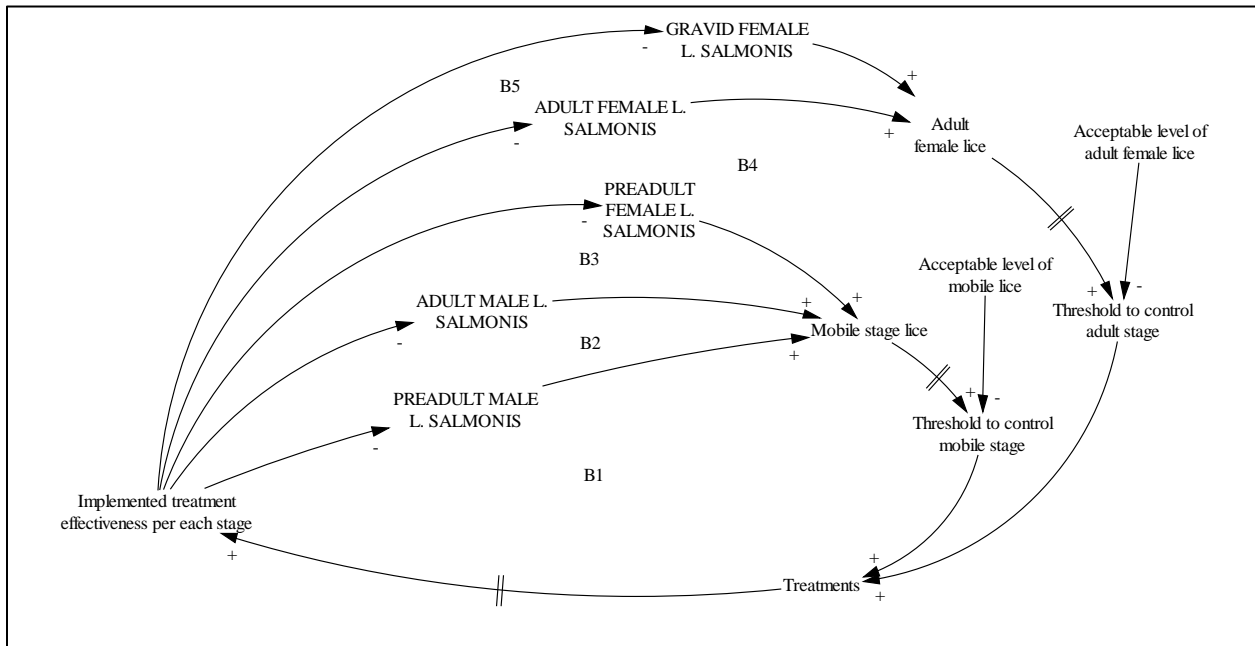 GRAVID FEMALE
L. SALMONIS
-
+
B5
ADULT FEMALE L.
SALMONIS
-
+
Adult
female lice
Acceptable level of
adult female lice
B4
PREADULT
FEMALE L.
SALMONIS
-
B3
Acceptable level of
mobile lice
+
-
Threshold to control
adult stage
ADULT MALE L.
SALMONIS
-
+
+
Mobile stage lice
B2
+
PREADULT MALE
L. SALMONIS
-
+
-
Threshold to control
mobile stage
B1
Implemented treatment
effectiveness per each stage
+
+
Treatments
+